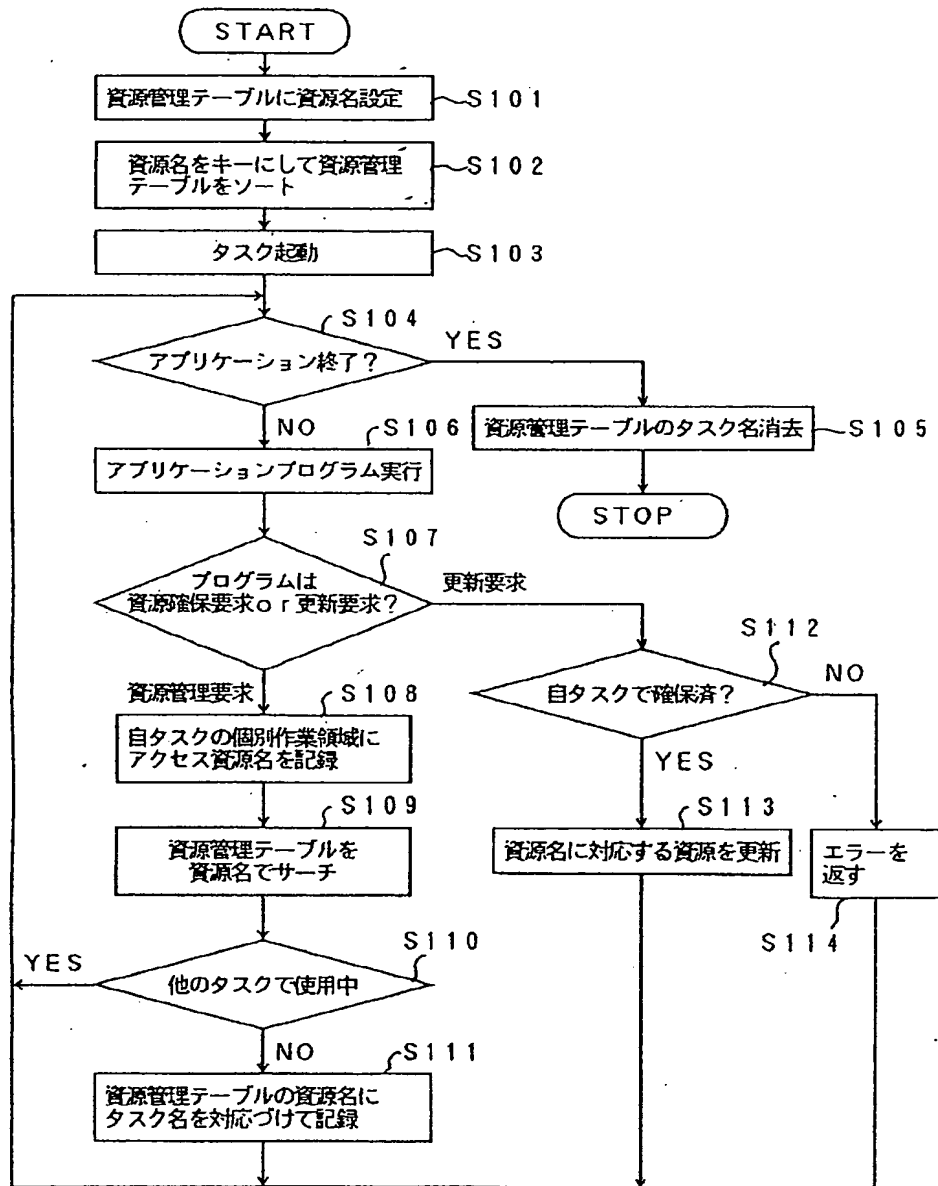 START
資源管理テーブルに資源名設定
S101
資源名をキーにして資源管理
テーブルをソート
S102
タスク起動
S103
S104
アプリケーション終了?
YES
NO
S106
資源管理テーブルのタスク名消去
S105
アプリケーションプログラム実行
STOP
S107
プログラムは
資源確保要求or更新要求?
更新要求
S112
資源管理要求
S108
自タスクで確保済?
NO
自タスクの個別作業領域に
アクセス資源名を記録
YES
S109
S113
資源管理テーブルを
資源名でサーチ
資源名に対応する資源を更新
エラーを
返す
S114
S110
YES
他のタスクで使用中
NO
S111
資源管理テーブルの資源名に
タスク名を対応づけて記録